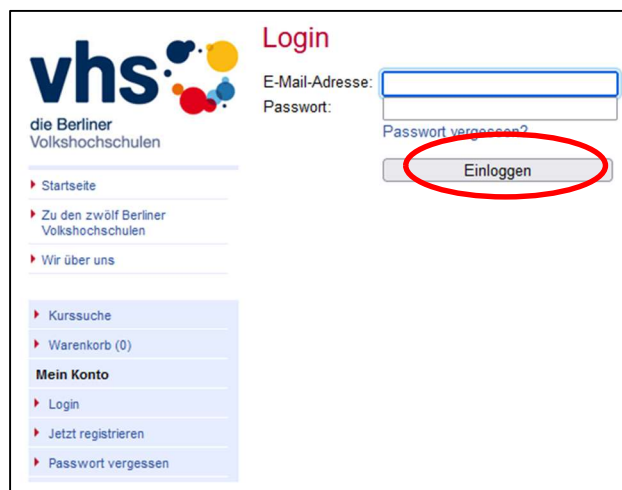 vhs
die Berliner
Volkshochschulen
Startseite
Zu den zwölf Berliner
Volkshochschulen
Wir über uns
Kurssuche
Warenkorb (0)
Mein Konto
Login
Jetzt registrieren
Passwort vergessen
Login
E-Mail-Adresse:
Passwort:
Passwort vergessen?
Einloggen